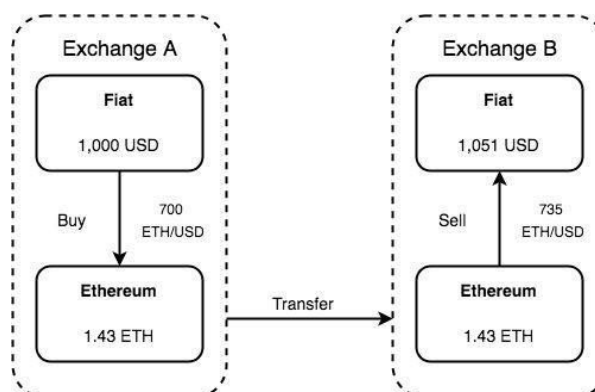 Exchange A
Fiat
1,000 USD
Buy
700
ETH/USD
Ethereum
1.43 ETH
Transfer
Exchange B
Fiat
1,051 USD
Sell
735
ETH/USD
Ethereum
1.43 ETH